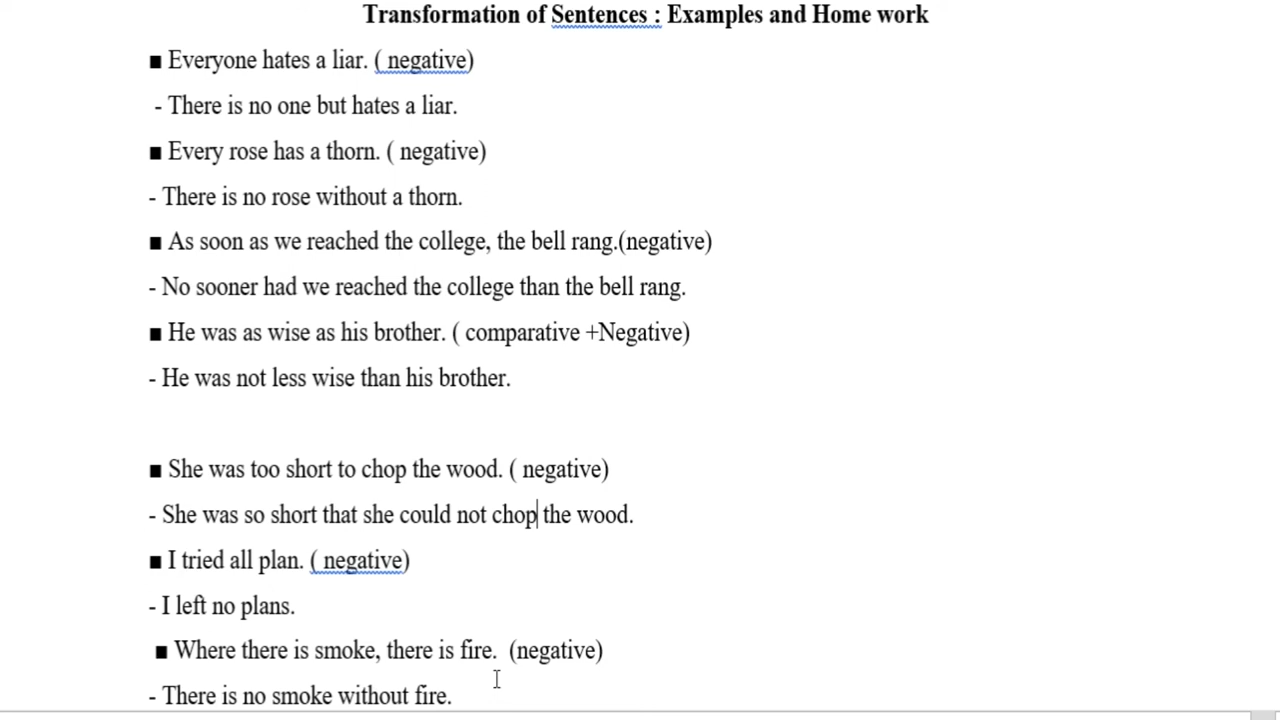 Transformation of Sentences : Examples and Home work
■ Everyone hates a liar. ( negative)
- There is no one but hates a liar.
■ Every rose has a thorn. ( negative)
- There is no rose without a thorn.
■ As soon as we reached the college, the bell rang.(negative)
- No sooner had we reached the college than the bell rang.
■ He was as wise as his brother. ( comparative +Negative)
- He was not less wise than his brother.
■ She was too short to chop the wood. ( negative)
- She was so short that she could not chop the wood.
■ I tried all plan. ( negative)
- I left no plans.
■ Where there is smoke, there is fire.  (negative)
- There is no smoke without fire.